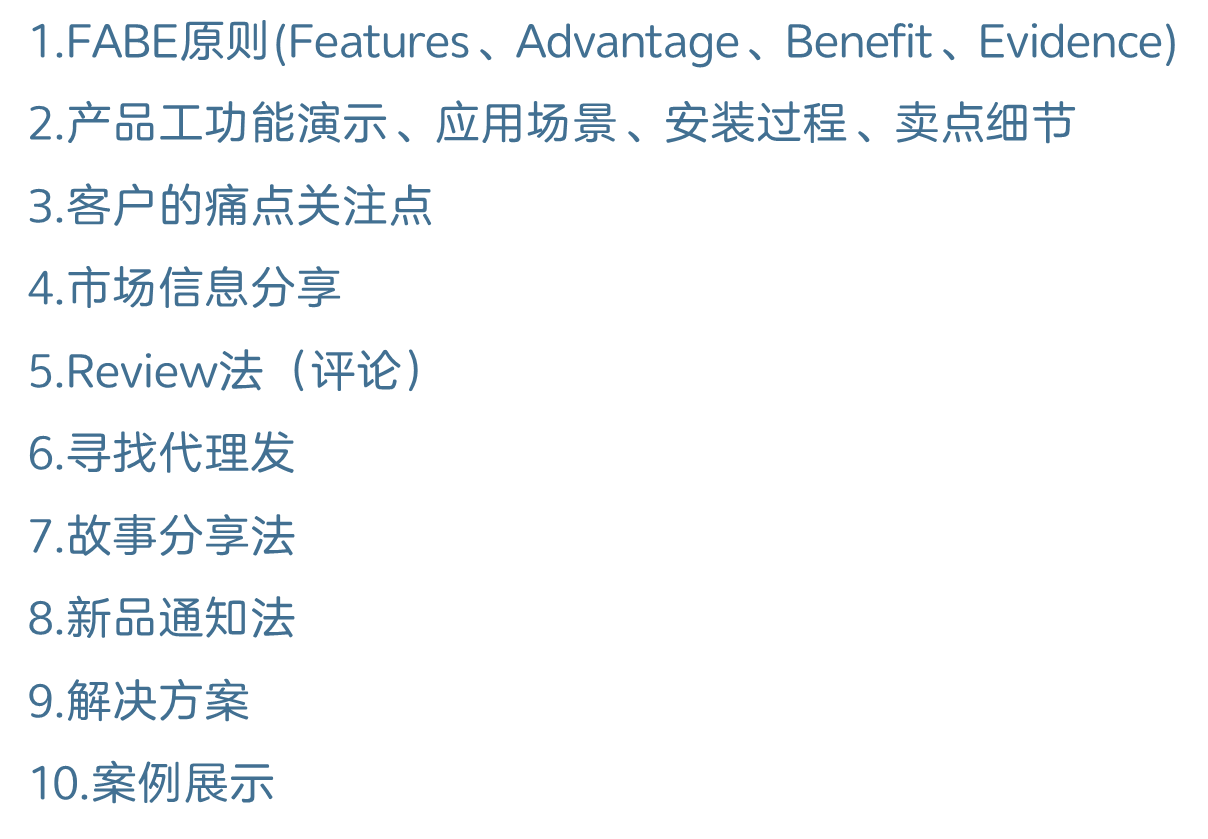 1.FABE原则(Features、Advantage、Benefit、Evidence)
2.产品工功能演示、应用场景、安装过程、卖点细节
3.客户的痛点关注点
4.市场信息分享
5.Review法（评论）
6.寻找代理发
7.故事分享法
8.新品通知法
9.解决方案
10.案例展示